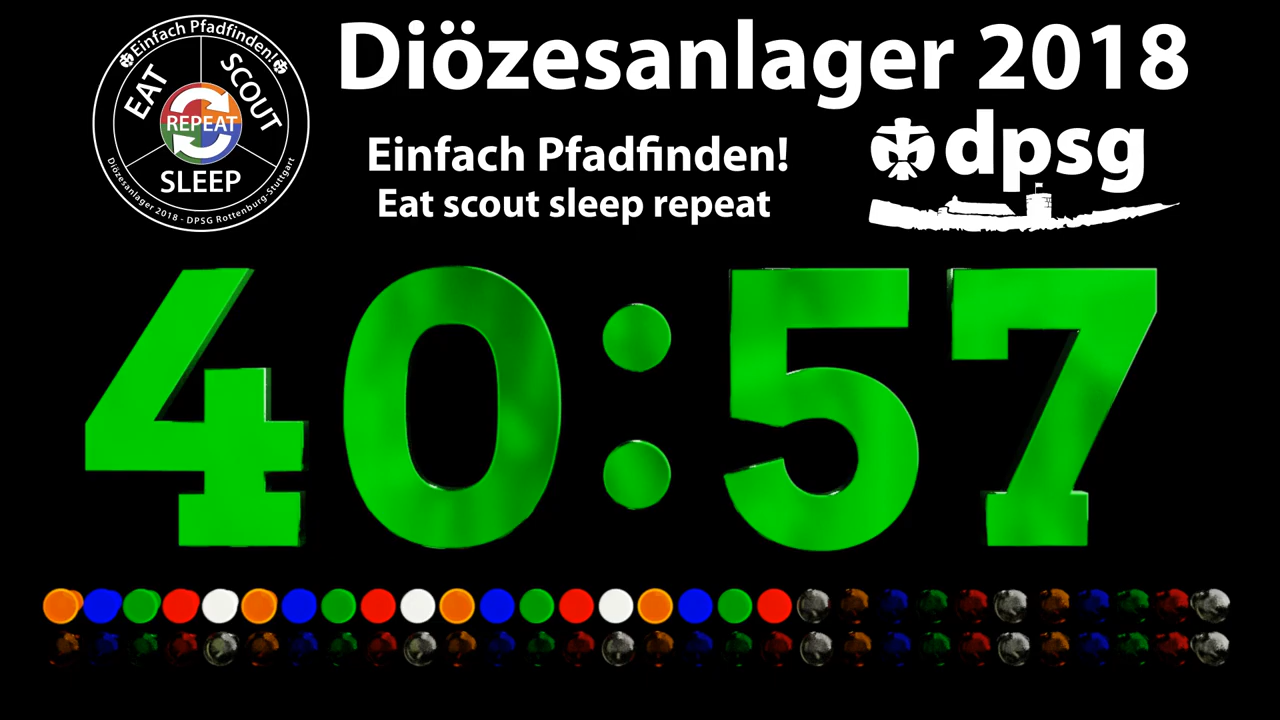 Einfach Pfadfinden!
EAT
SCOUT
REPEAT
SLEEP
Diözesanlager 2018 - DPSG Rottenburg-Stuttgart
Diözesanlager 2018
Einfach Pfadfinden!
Eat scout sleep repeat
dpsg
40:57